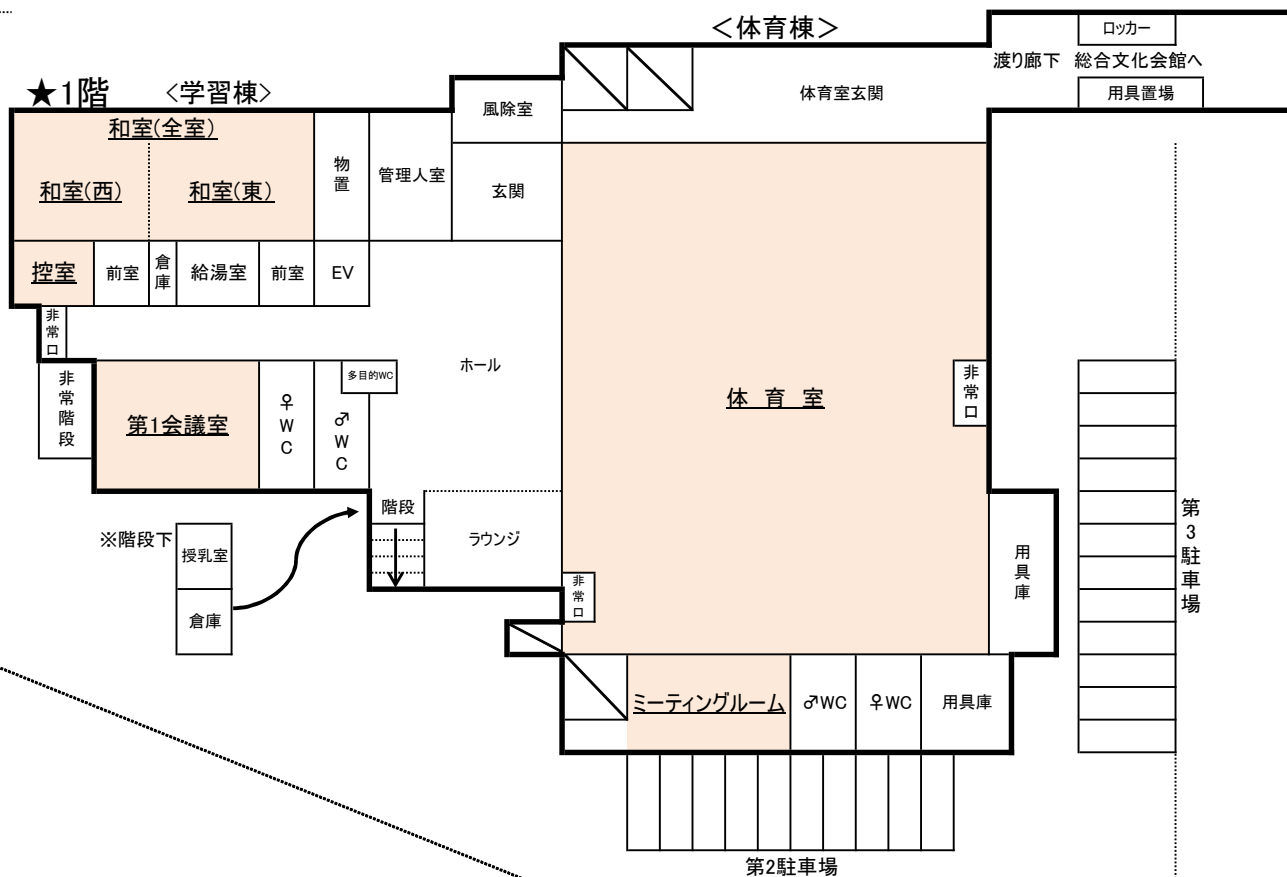 ＜体育棟＞
ロッカー
渡り廊下 総合文化会館へ
用具置場
★1階 ＜学習棟＞
風除室
体育室玄関
和室(全室)
和室(西)
和室(東)
物置
管理人室
玄関
控室
前室
倉庫
給湯室
前室
EV
非常口
ホール
非常階段
第1会議室
♀WC
♂WC
多目的WC
体 育 室
非常口
階段
ラウンジ
※階段下
授乳室
倉庫
非常口
用具庫
第3駐車場
ミーティングルーム
♂WC
♀WC
用具庫
第2駐車場